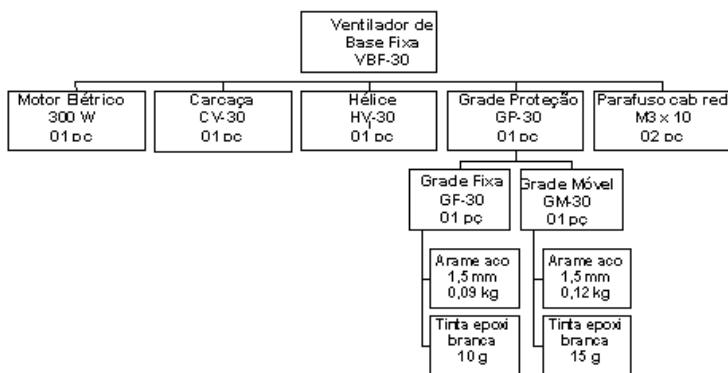 Ventilador de
Base Fixa
VBF-30
Motor Elétrico
300 W
01 pc
Carcaça
CV-30
01 pc
Hélice
HV-30
01 pc
Grade Proteção
GP-30
01 pc
Parafuso cab red
M3 x 10
02 pc
Grade Fixa
GF-30
01 pç
Grade Móvel
GM-30
01 pç
Arame aco
1,5 mm
0,09 kg
Arame aco
1,5 mm
0,12 kg
Tinta epoxi
branca
10 g
Tinta epoxi
branca
15 g